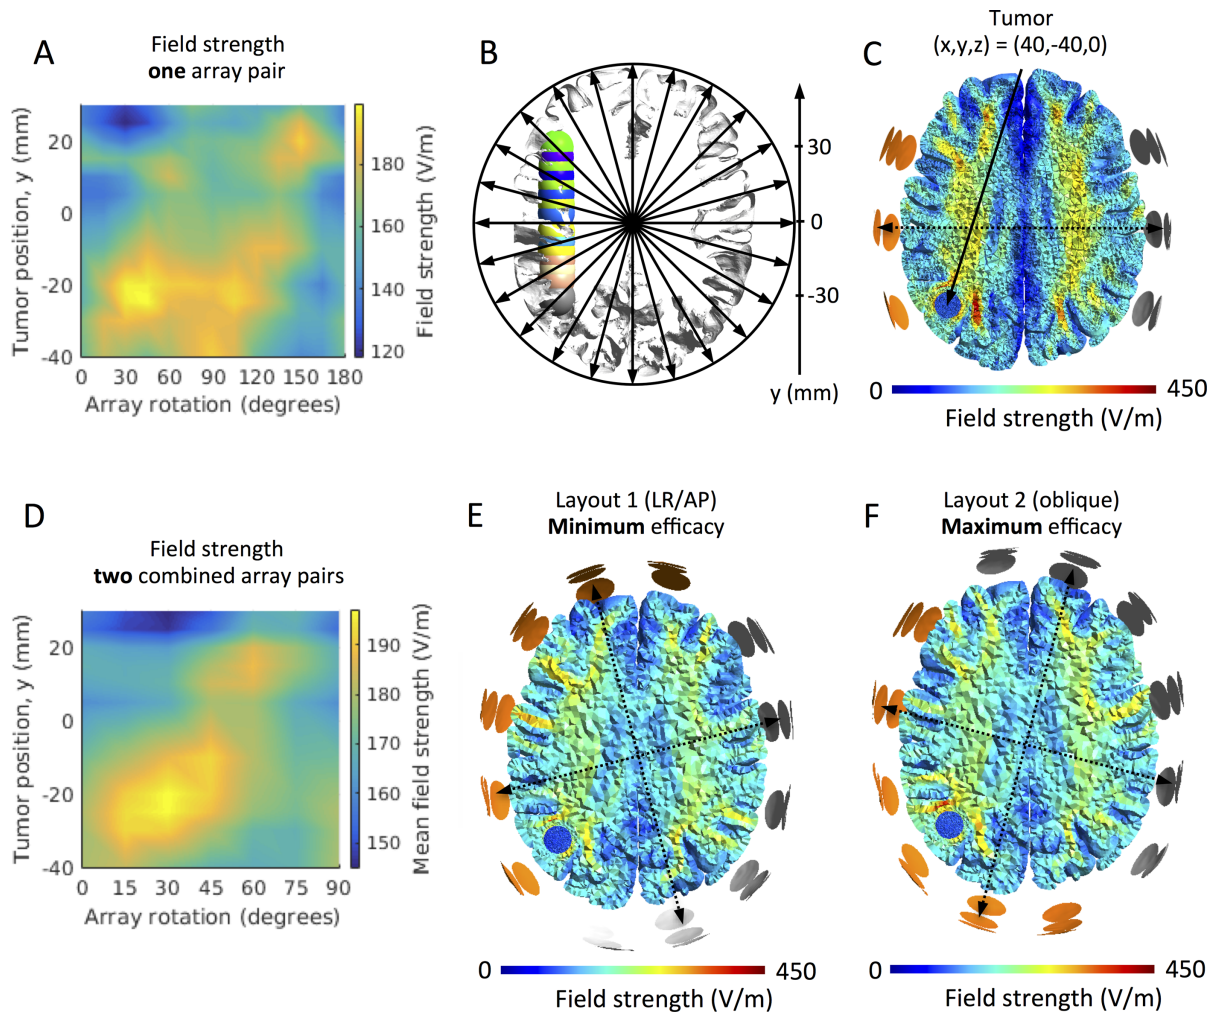 A
Field strength
one array pair
Tumor position, y (mm)
20
0
-20
-40
0 30 60 90 120 150 180
Array rotation (degrees)
180
160
140
120
Field strength (V/m)
B
30
0
-30
y (mm)
Tumor
(x,y,z) = (40,-40,0)
C
0 450
Field strength (V/m)
D
Field strength
two combined array pairs
Tumor position, y (mm)
20
0
-20
-40
0 15 30 45 60 75 90
Array rotation (degrees)
190
180
170
160
150
Mean field strength (V/m)
E
Layout 1 (LR/AP)
Minimum efficacy
0 450
Field strength (V/m)
F
Layout 2 (oblique)
Maximum efficacy
0 450
Field strength (V/m)